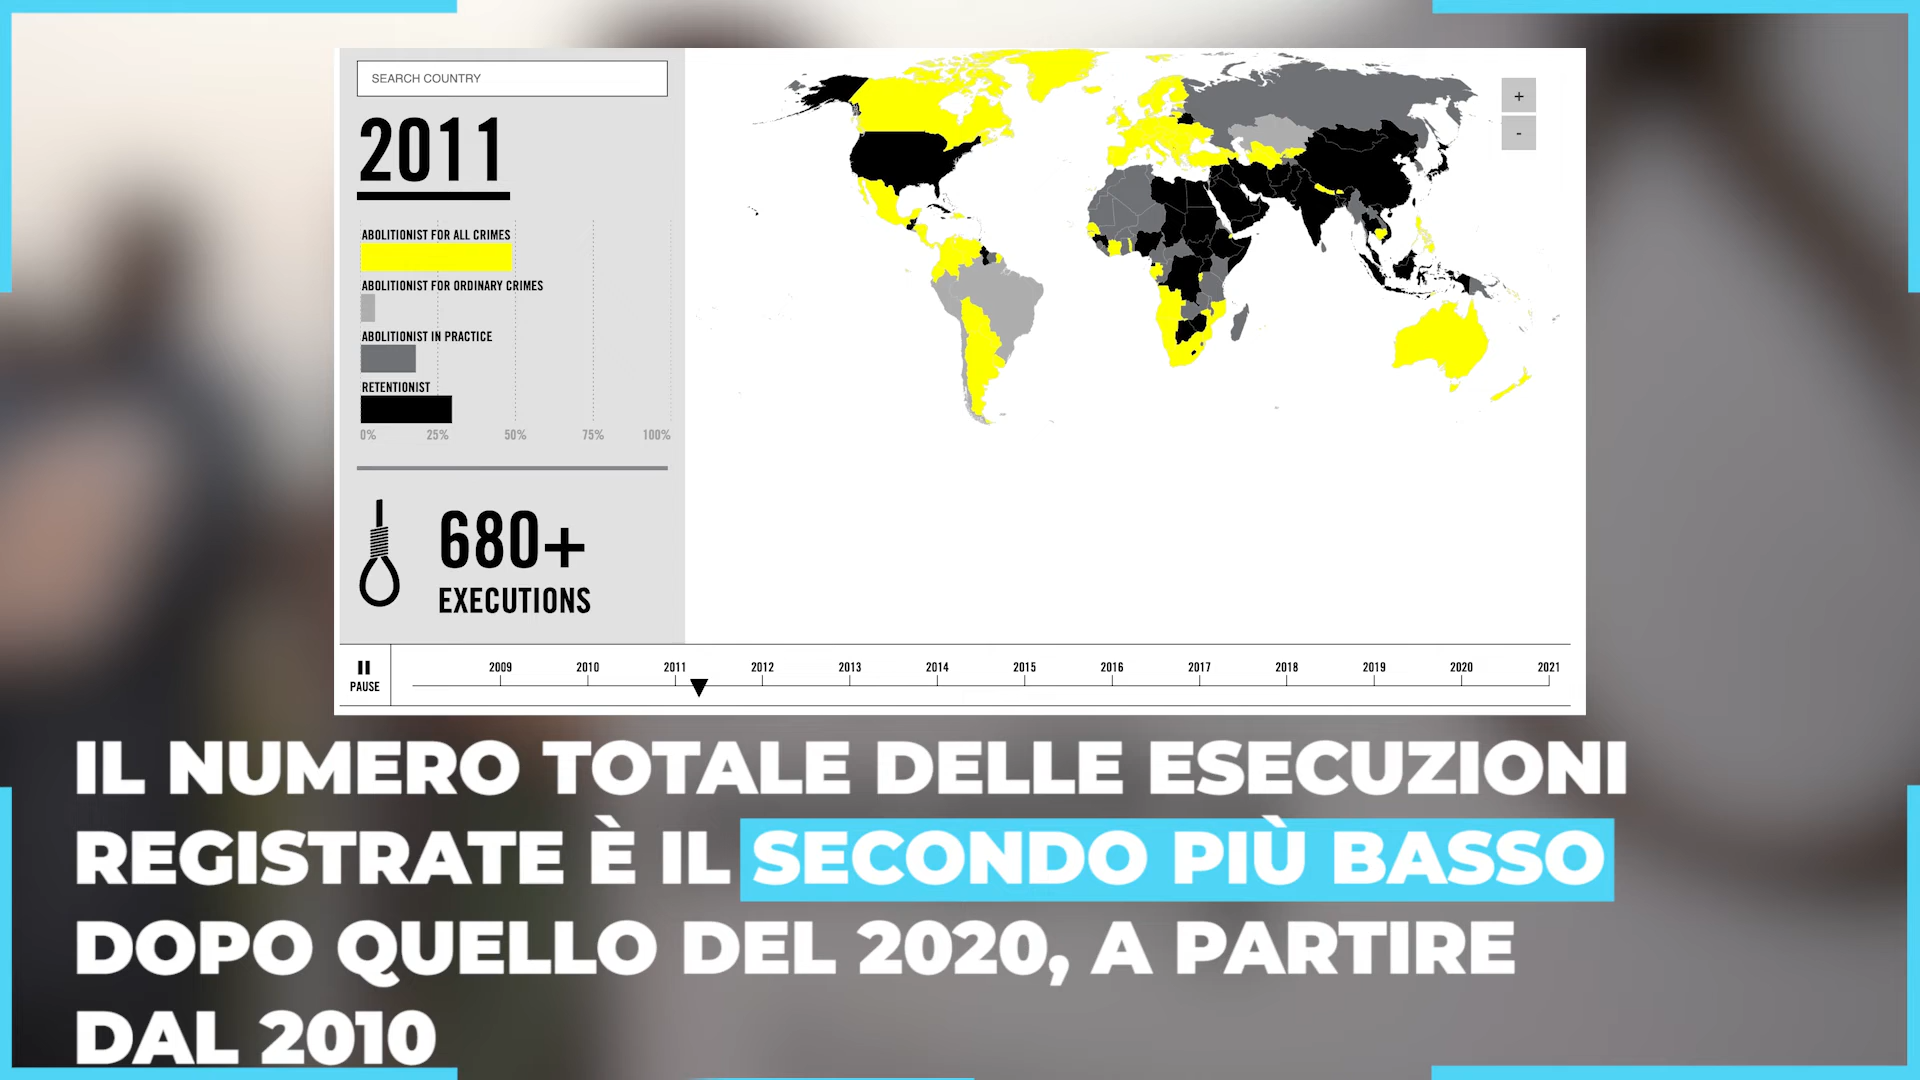 SEARCH COUNTRY
2011
ABOLITIONIST FOR ALL CRIMES
ABOLITIONIST FOR ORDINARY CRIMES
ABOLITIONIST IN PRACTICE
RETENTIONIST
0% 25% 50% 75% 100%
680+
EXECUTIONS
+
-
PAUSE
2009 2010 2011 2012 2013 2014 2015 2016 2017 2018 2019 2020 2021
IL NUMERO TOTALE DELLE ESECUZIONI
REGISTRATE È IL SECONDO PIÙ BASSO
DOPO QUELLO DEL 2020, A PARTIRE
DAL 2010